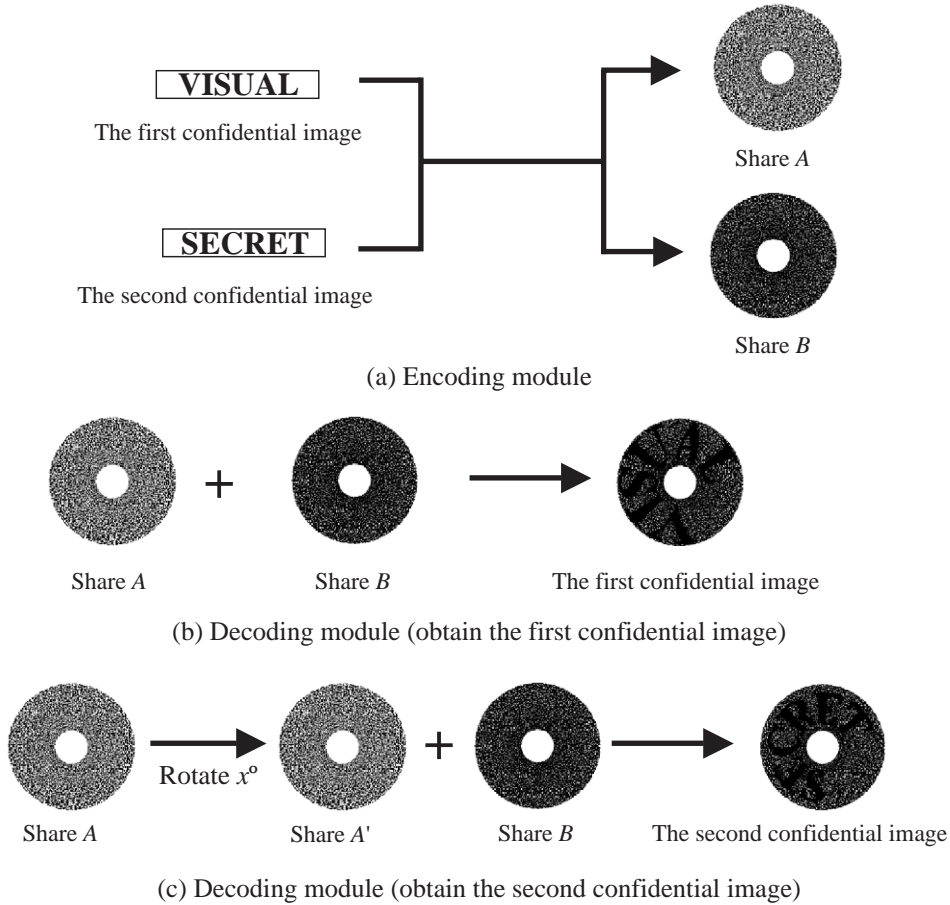 VISUAL
The first confidential image
Share A
SECRET
The second confidential image
Share B
(a) Encoding module
+
VISUAL
Share A
Share B
The first confidential image
(b) Decoding module (obtain the first confidential image)
Rotate x°
+
SECRET
Share A
Share A'
Share B
The second confidential image
(c) Decoding module (obtain the second confidential image)